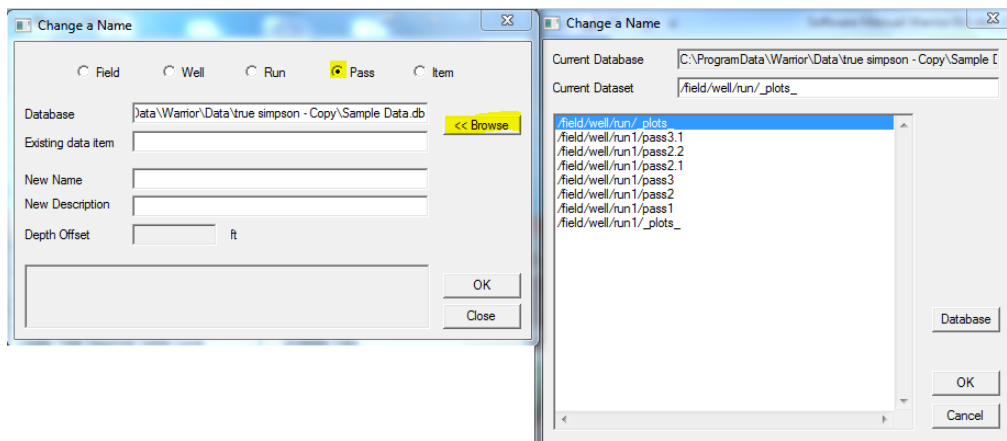 Change a Name
Field Well Run Pass Item
Database )ata\Warrior\Data\true simpson - Copy\Sample Data.db
<< Browse
Existing data item
New Name
New Description
Depth Offset ft
OK
Close
Change a Name
Current Database C:\ProgramData\Warrior\Data\true simpson - Copy\Sample D
Current Dataset /field/well/run/_plots_
/field/well/run/_plots_
/field/well/run1/pass3.1
/field/well/run1/pass2.2
/field/well/run1/pass2.1
/field/well/run1/pass3
/field/well/run1/pass2
/field/well/run1/pass1
/field/well/run1/_plots_
Database
OK
Cancel